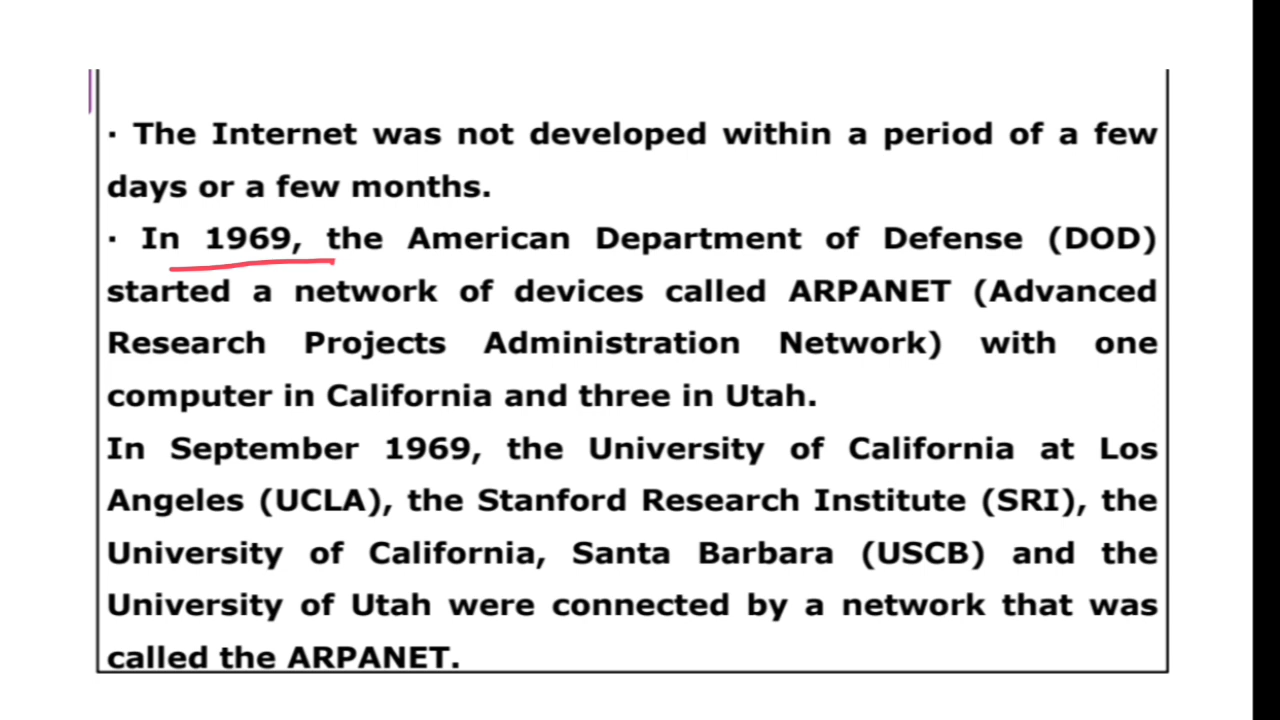 · The Internet was not developed within a period of a few
days or a few months.
· In 1969, the American Department of Defense (DOD)
started a network of devices called ARPANET (Advanced
Research Projects Administration Network) with one
computer in California and three in Utah.
In September 1969, the University of California at Los
Angeles (UCLA), the Stanford Research Institute (SRI), the
University of California, Santa Barbara (USCB) and the
University of Utah were connected by a network that was
called the ARPANET.